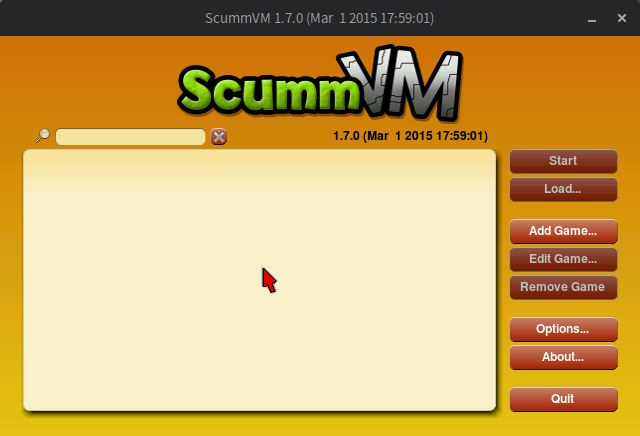 ScummVM 1.7.0 (Mar  1 2015 17:59:01)
ScummVM
1.7.0 (Mar  1 2015 17:59:01)
Start
Load...
Add Game...
Edit Game...
Remove Game
Options...
About...
Quit